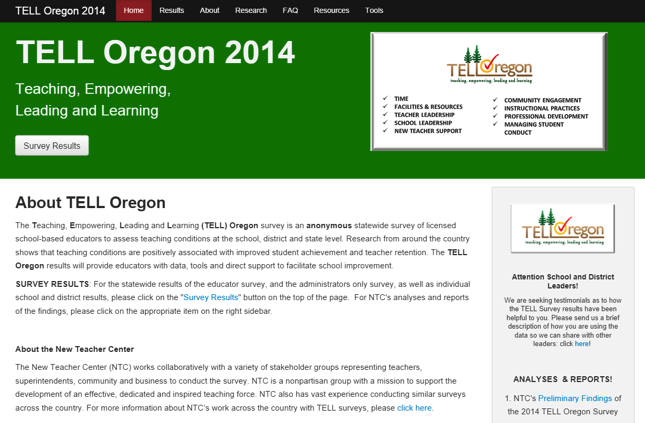 TELL Oregon 2014 Home Results About Research FAQ Resources Tools
TELL Oregon 2014
Teaching, Empowering,
Leading and Learning
Survey Results
TELL Oregon
teaching, empowering, leading and learning
✓ TIME
✓ FACILITIES & RESOURCES
✓ TEACHER LEADERSHIP
✓ SCHOOL LEADERSHIP
✓ NEW TEACHER SUPPORT
✓ COMMUNITY ENGAGEMENT
✓ INSTRUCTIONAL PRACTICES
✓ PROFESSIONAL DEVELOPMENT
✓ MANAGING STUDENT
CONDUCT
About TELL Oregon
The Teaching, Empowering, Leading and Learning (TELL) Oregon survey is an anonymous statewide survey of licensed
school-based educators to assess teaching conditions at the school, district and state level. Research from around the country
shows that teaching conditions are positively associated with improved student achievement and teacher retention. The TELL
Oregon results will provide educators with data, tools and direct support to facilitate school improvement.
SURVEY RESULTS: For the statewide results of the educator survey, and the administrators only survey, as well as individual
school and district results, please click on the "Survey Results" button on the top of the page. For NTC's analyses and reports
of the findings, please click on the appropriate item on the right sidebar.
About the New Teacher Center
The New Teacher Center (NTC) works collaboratively with a variety of stakeholder groups representing teachers,
superintendents, community and business to conduct the survey. NTC is a nonpartisan group with a mission to support the
development of an effective, dedicated and inspired teaching force. NTC also has vast experience conducting similar surveys
across the country. For more information about NTC's work across the country with TELL surveys, please click here.
TELL Oregon
teaching, empowering, leading and learning
Attention School and District
Leaders!
We are seeking testimonials as to how
the TELL Survey results have been
helpful to you. Please send us a brief
description of how you are using the
data so we can share with other
leaders: click here!
ANALYSES & REPORTS!
1. NTC's Preliminary Findings of
the 2014 TELL Oregon Survey